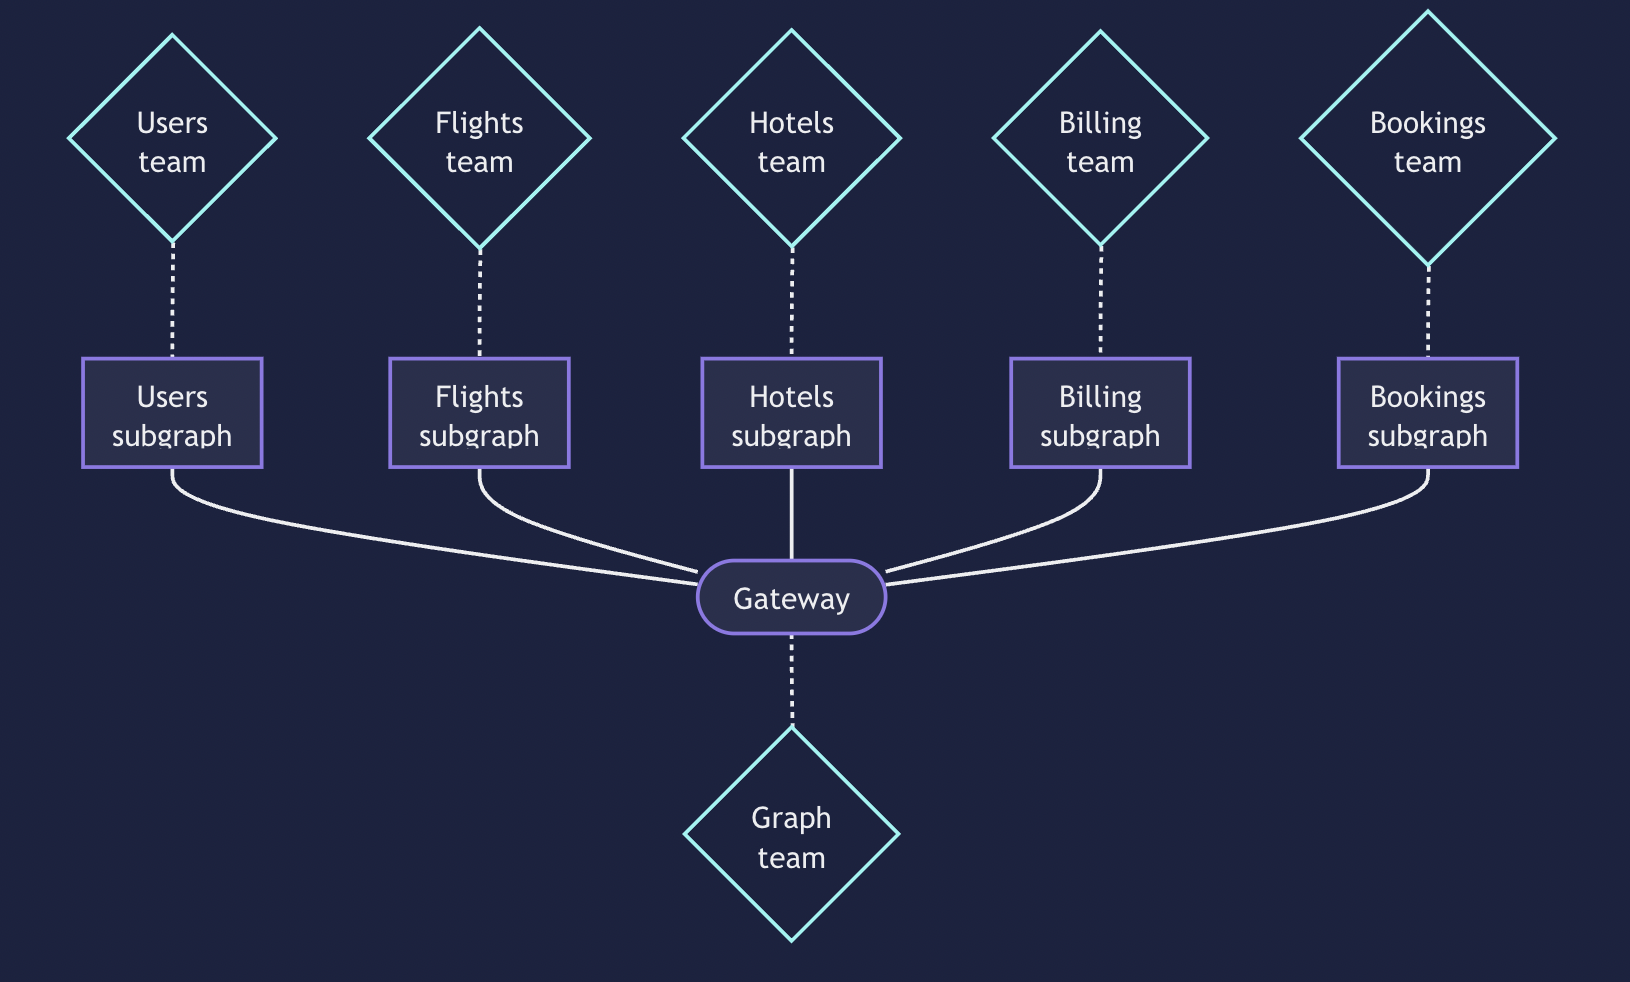 Users
team
Flights
team
Hotels
team
Billing
team
Bookings
team
Users
subgraph
Flights
subgraph
Hotels
subgraph
Billing
subgraph
Bookings
subgraph
Gateway
Graph
team